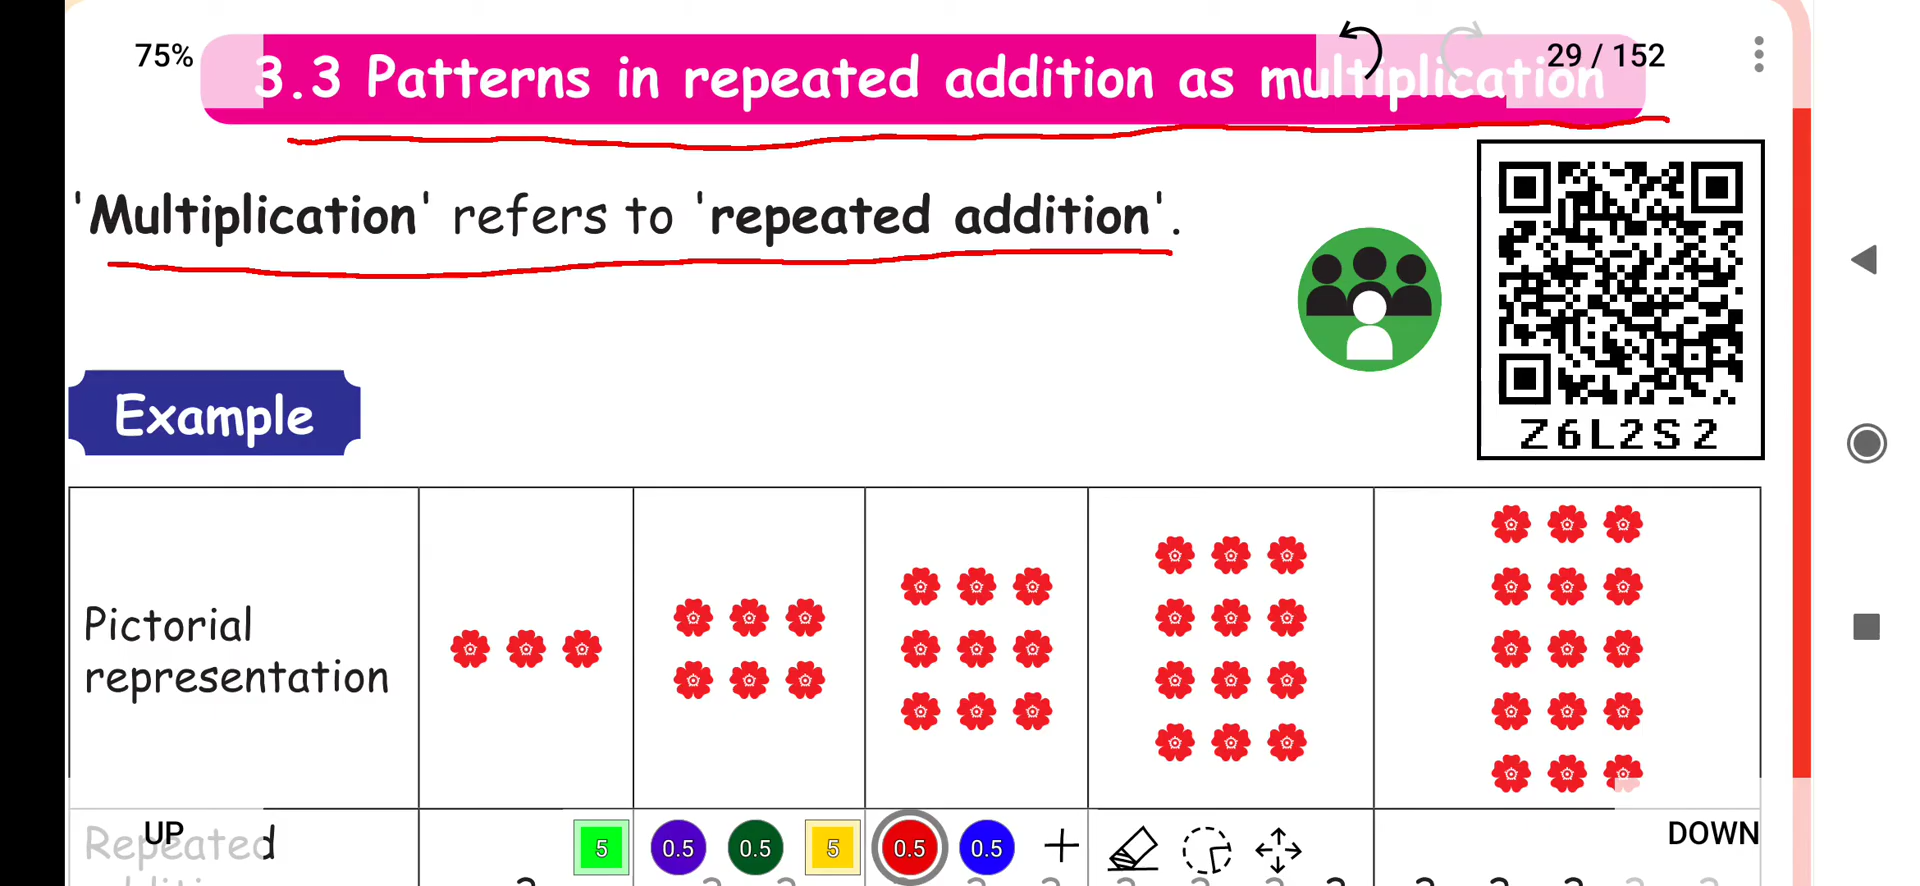 75%
29 / 152
3.3 Patterns in repeated addition as multiplication
'Multiplication' refers to 'repeated addition'.
Z6L2S2
Example
Pictorial
representation
UP
Repeated
5 0.5 0.5 5 0.5 0.5
DOWN